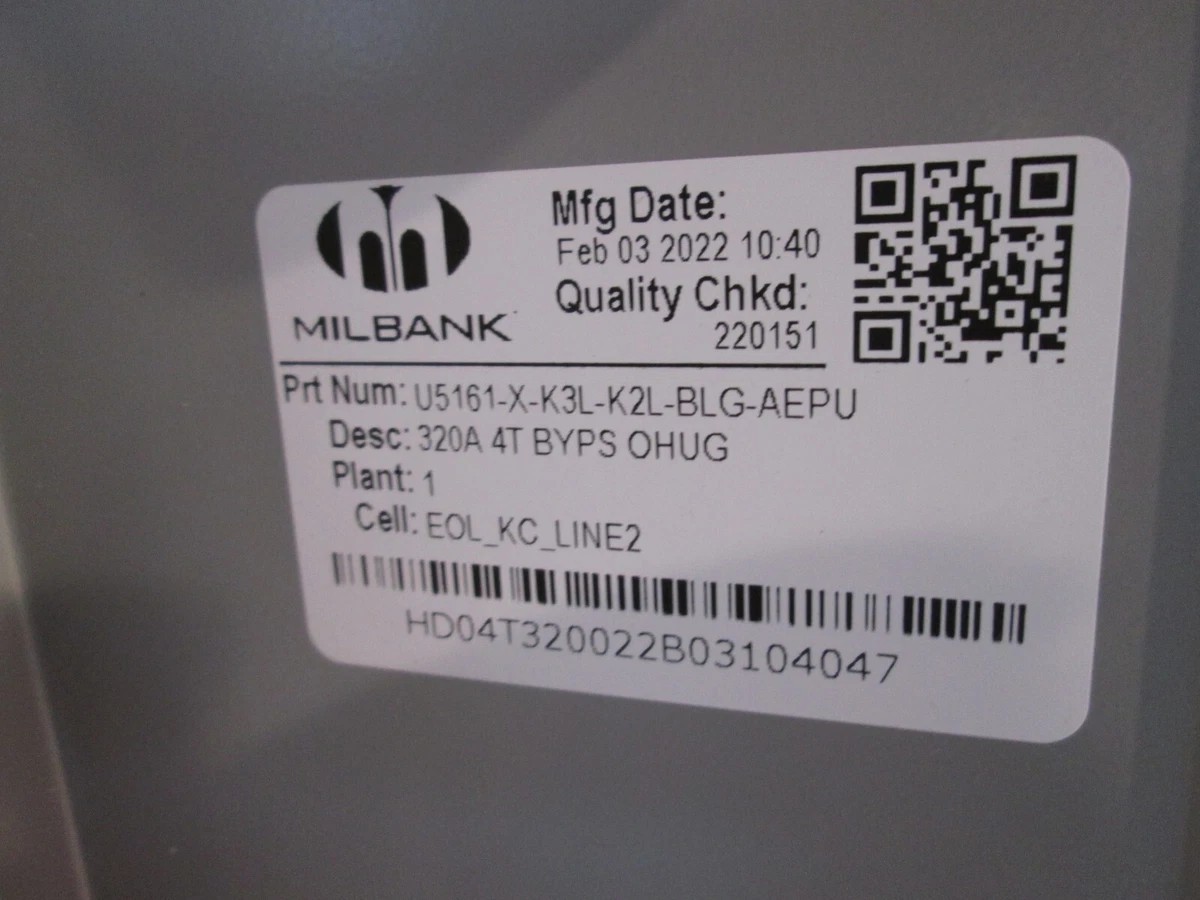 MILBANK
Mfg Date:
Feb 03 2022 10:40
Quality Chkd:
220151
Prt Num: U5161-X-K3L-K2L-BLG-AEPU
Desc: 320A 4T BYPS OHUG
Plant: 1
Cell: EOL_KC_LINE2
HD04T320022B03104047